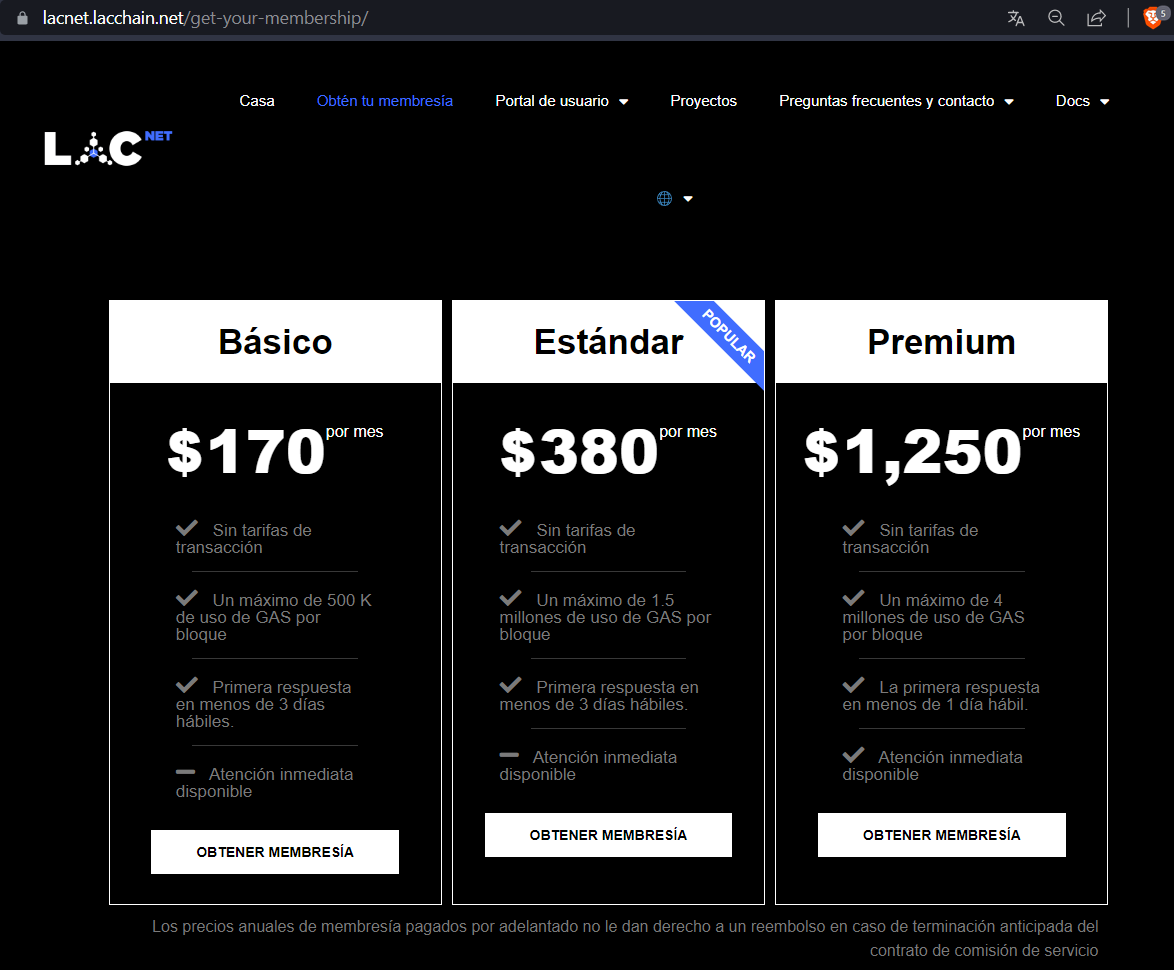 lacnet.lacchain.net/get-your-membership/
5
Casa
Obtén tu membresía
Portal de usuario
Proyectos
Preguntas frecuentes y contacto
Docs
LAC NET
Básico
$170 por mes
Sin tarifas de
transacción
Un máximo de 500 K
de uso de GAS por
bloque
Primera respuesta
en menos de 3 días
hábiles.
Atención inmediata
disponible
OBTENER MEMBRESÍA
Estándar
POPULAR
$380 por mes
Sin tarifas de
transacción
Un máximo de 1.5
millones de uso de GAS por
bloque
Primera respuesta en
menos de 3 días hábiles.
Atención inmediata
disponible
OBTENER MEMBRESÍA
Premium
$1,250 por mes
Sin tarifas de
transacción
Un máximo de 4
millones de uso de GAS
por bloque
La primera respuesta
en menos de 1 día hábil.
Atención inmediata
disponible
OBTENER MEMBRESÍA
Los precios anuales de membresía pagados por adelantado no le dan derecho a un reembolso en caso de terminación anticipada del
contrato de comisión de servicio